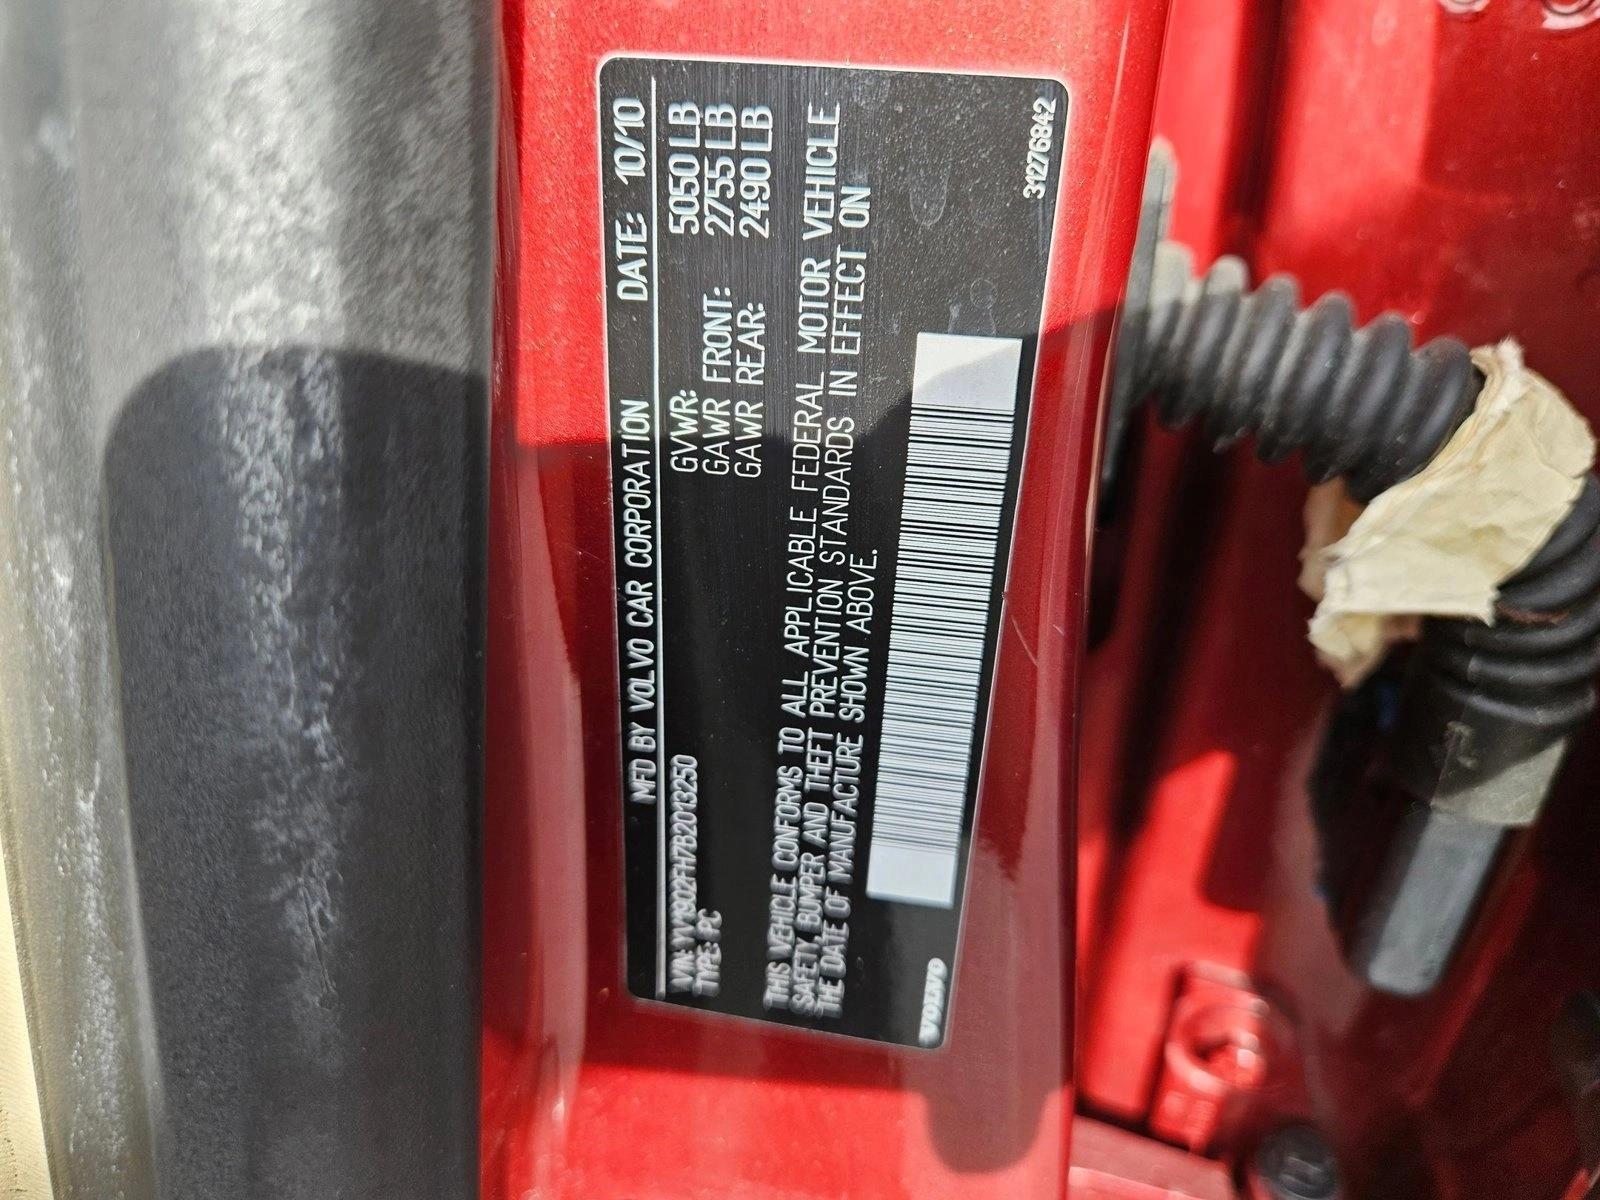 MFD BY VOLVO CAR CORPORATION DATE: 10/10
VIN: YV1902FH7B2013250
TYPE: PC
GVWR: 5050 LB
GAWR FRONT: 2755 LB
GAWR REAR: 2490 LB
THIS VEHICLE CONFORMS TO ALL APPLICABLE FEDERAL MOTOR VEHICLE
SAFETY, BUMPER AND THEFT PREVENTION STANDARDS IN EFFECT ON
THE DATE OF MANUFACTURE SHOWN ABOVE.
VOLVO
31276842